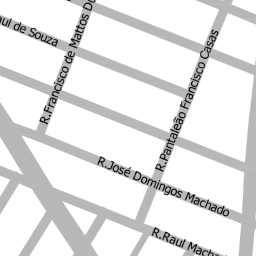 aul de Souza
R.Francisco de Mattos D
R.Pantaleão Francisco Casas
R.José Domingos Machado
R.Raul Macha